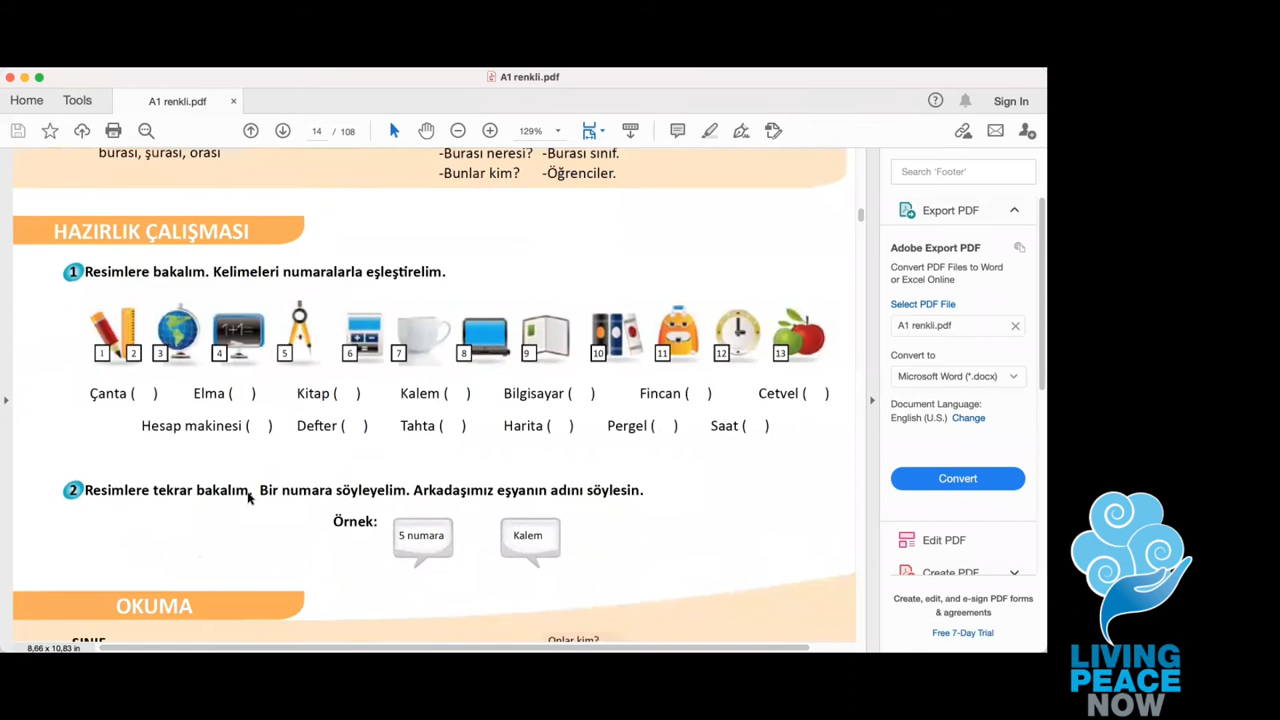 A1 renkli.pdf
Home Tools A1 renkli.pdf × Sign In
14 / 108 129%
burası, şurası, orası
-Burası neresi? -Burası sınıf.
-Bunlar kim? -Öğrenciler.
HAZIRLIK ÇALIŞMASI
1 Resimlere bakalım. Kelimeleri numaralarla eşleştirelim.
1+1=
1 2 3 4 5 6 7 8 9 10 11 12 13
Çanta ( ) Elma ( ) Kitap ( ) Kalem ( ) Bilgisayar ( ) Fincan ( ) Cetvel ( )
Hesap makinesi ( ) Defter ( ) Tahta ( ) Harita ( ) Pergel ( ) Saat ( )
2 Resimlere tekrar bakalım. Bir numara söyleyelim. Arkadaşımız eşyanın adını söylesin.
Örnek:
5 numara
Kalem
OKUMA
SINIF
Onlar kim?
8,66 x 10,83 in
Search 'Footer'
Export PDF
Adobe Export PDF
Convert PDF Files to Word
or Excel Online
Select PDF File
A1 renkli.pdf
Convert to
Microsoft Word (*.docx)
Document Language:
English (U.S.) Change
Convert
Edit PDF
Create PDF
Create, edit, and e-sign PDF forms
& agreements
Free 7-Day Trial
LIVING
PEACE
NOW